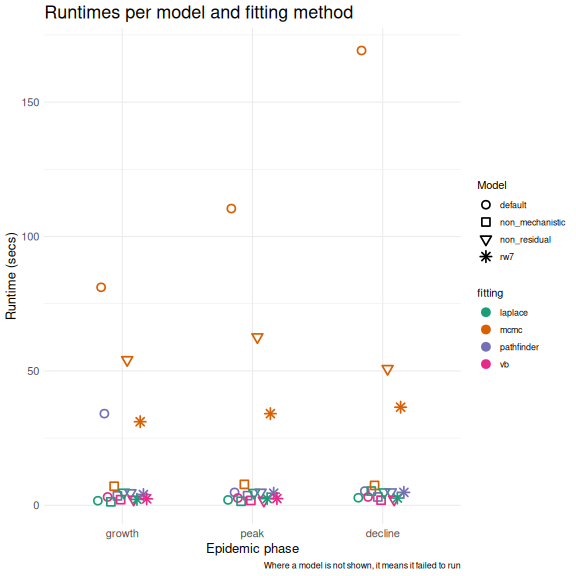 Runtimes per model and fitting method
Runtime (secs)
150
100
50
0
growth
peak
decline
Epidemic phase
Where a model is not shown, it means it failed to run
Model
default
non_mechanistic
non_residual
rw7
fitting
laplace
mcmc
pathfinder
vb